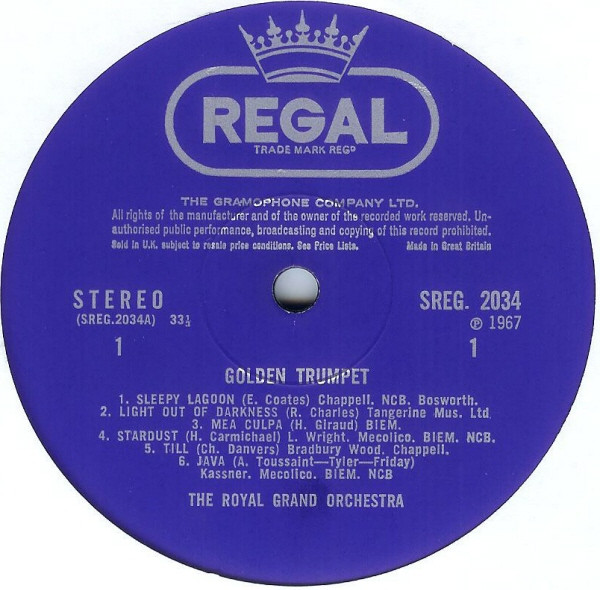 REGAL
TRADE MARK REGD
THE GRAMOPHONE COMPANY LTD.
All rights of the manufacturer and of the owner of the recorded work reserved. Un-
authorised public performance, broadcasting and copying of this record prohibited.
Sold in U.K. subject to resale price conditions. See Price Lists. Made in Great Britain
STEREO SREG. 2034
(SREG.2034A) 33⅓ ℗ 1967
1 1
GOLDEN TRUMPET
1. SLEEPY LAGOON (E. Coates) Chappell. NCB. Bosworth.
2. LIGHT OUT OF DARKNESS (R. Charles) Tangerine Mus. Ltd.
3. MEA CULPA (H. Giraud) BIEM.
4. STARDUST (H. Carmichael) L. Wright. Mecolico. BIEM. NCB.
5. TILL (Ch. Danvers) Bradbury Wood. Chappell.
6. JAVA (A. Toussaint—Tyler—Friday)
Kassner. Mecolico. BIEM. NCB
THE ROYAL GRAND ORCHESTRA